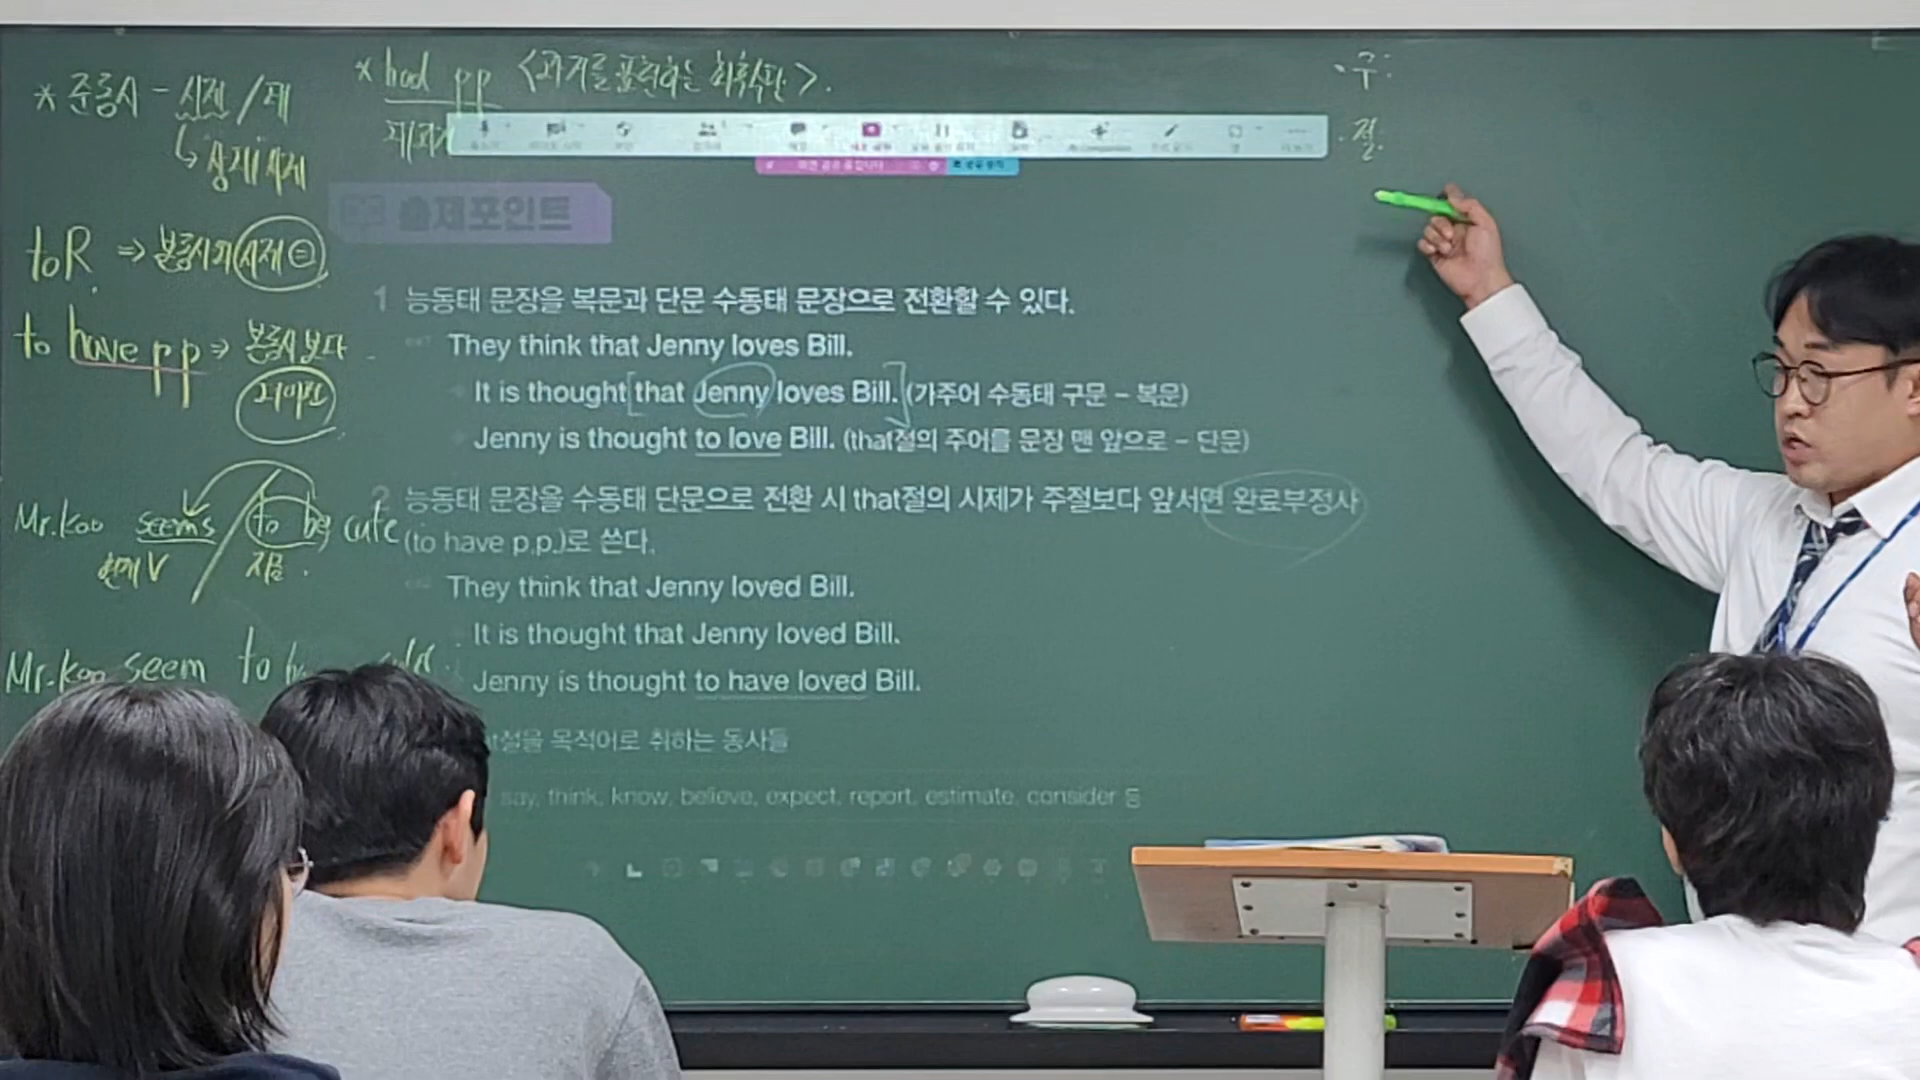 * 준동사 - 시제 / 태
↳ 상대시제
* had pp <과거를 표현하는 최후수단>.
· 구:
· 절.
toR ⇒ 본동사와 시제 =
to have pp ⇒ 본동사보다
더 이전
Mr.Koo seems / to be cute
현재 V 지금.
Mr.Koo seem to
출제포인트
1 능동태 문장을 복문과 단문 수동태 문장으로 전환할 수 있다.
They think that Jenny loves Bill.
It is thought [that Jenny loves Bill.] (가주어 수동태 구문 – 복문)
Jenny is thought to love Bill. (that절의 주어를 문장 맨 앞으로 – 단문)
2 능동태 문장을 수동태 단문으로 전환 시 that절의 시제가 주절보다 앞서면 완료부정사
(to have p.p.)로 쓴다.
They think that Jenny loved Bill.
It is thought that Jenny loved Bill.
Jenny is thought to have loved Bill.
t절을 목적어로 취하는 동사들
say, think, know, believe, expect, report, estimate, consider 등